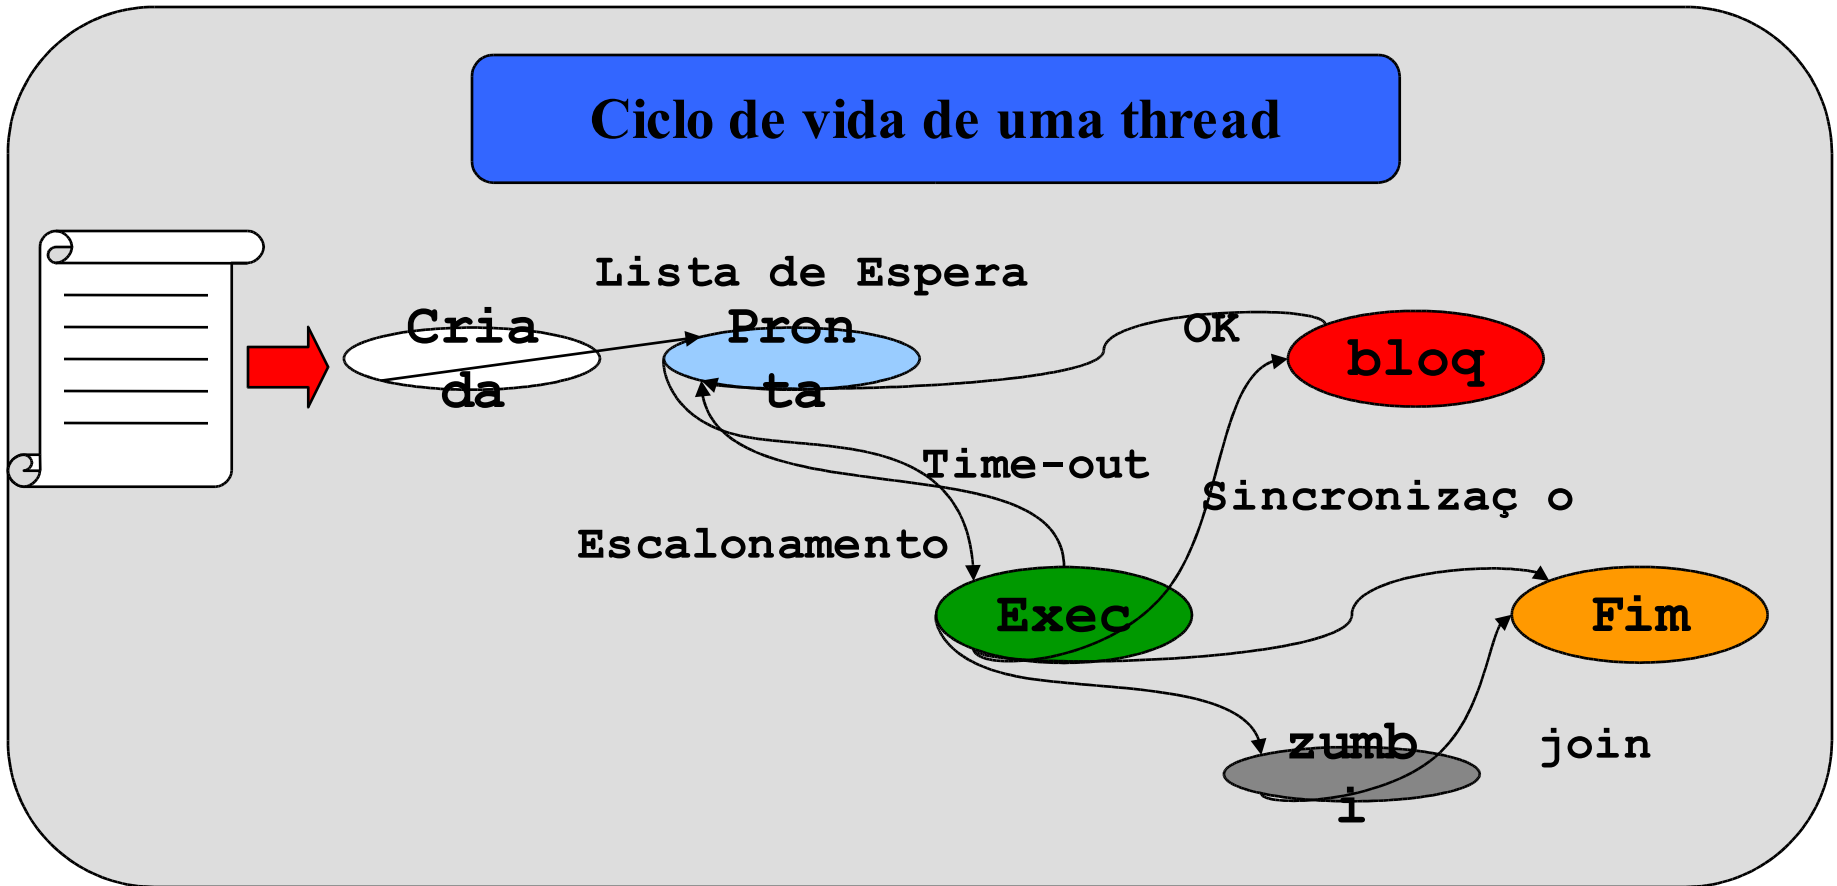 Ciclo de vida de uma thread
Lista de Espera
Cria
da
Pron
ta
OK
bloq
Time-out
Sincronizaç o
Escalonamento
Exec
Fim
zumb
i
join